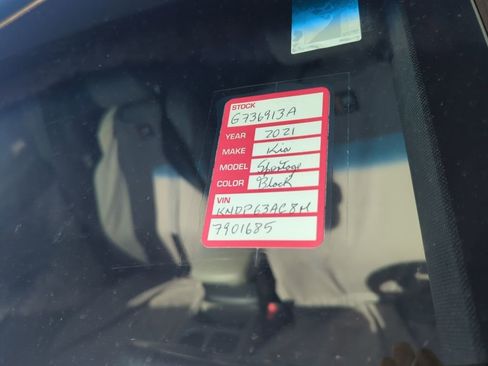 STOCK
G736913A
YEAR 2021
MAKE Kia
MODEL Sportage
COLOR Black
VIN
KNDP63AC8M
7901685